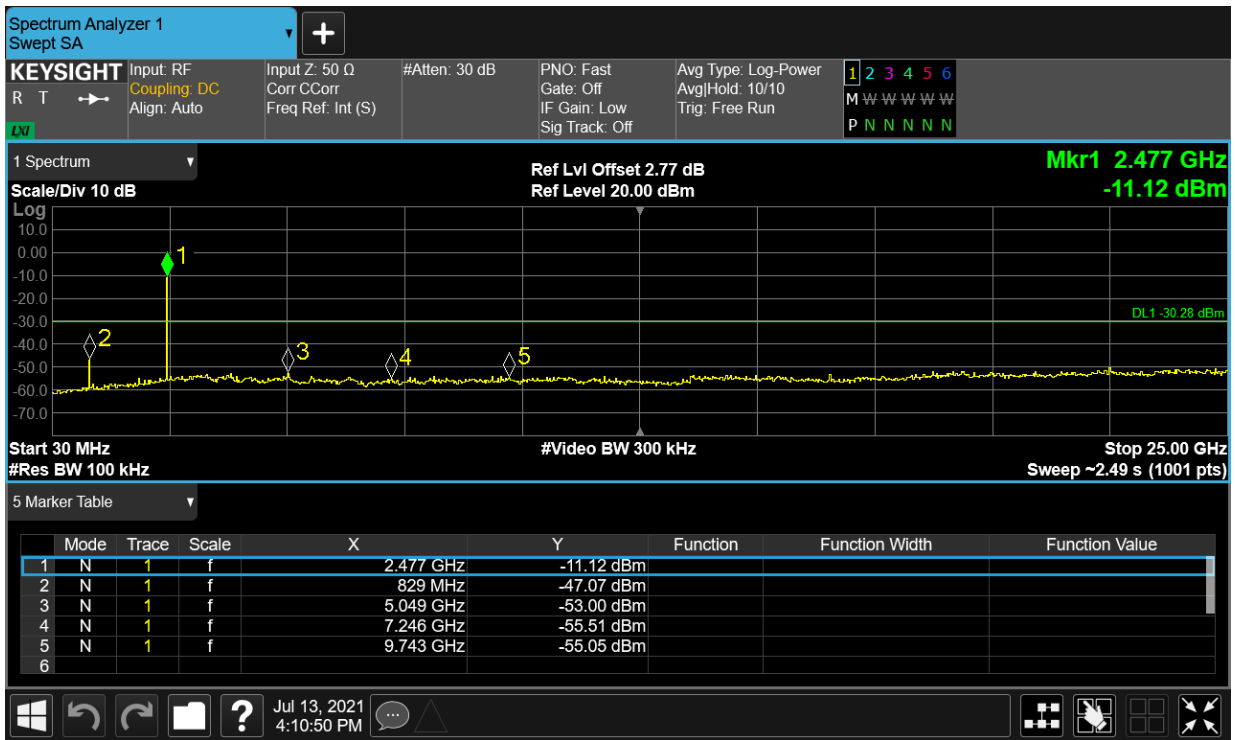 Spectrum Analyzer 1
Swept SA
+
KEYSIGHT
R T
LXI
Input: RF
Coupling: DC
Align: Auto
Input Z: 50 Ω
Corr CCorr
Freq Ref: Int (S)
#Atten: 30 dB
PNO: Fast
Gate: Off
IF Gain: Low
Sig Track: Off
Avg Type: Log-Power
Avg|Hold: 10/10
Trig: Free Run
1 2 3 4 5 6
M W W W W W
P N N N N N
1 Spectrum
Scale/Div 10 dB
Ref Lvl Offset 2.77 dB
Ref Level 20.00 dBm
Mkr1 2.477 GHz
-11.12 dBm
Log
10.0
0.00
-10.0
-20.0
-30.0
-40.0
-50.0
-60.0
-70.0
1
2
3
4
5
DL1 -30.28 dBm
Start 30 MHz
#Video BW 300 kHz
Stop 25.00 GHz
#Res BW 100 kHz
Sweep ~2.49 s (1001 pts)
5 Marker Table
Mode Trace Scale X Y Function Function Width Function Value
1 N 1 f 2.477 GHz -11.12 dBm
2 N 1 f 829 MHz -47.07 dBm
3 N 1 f 5.049 GHz -53.00 dBm
4 N 1 f 7.246 GHz -55.51 dBm
5 N 1 f 9.743 GHz -55.05 dBm
6
?
Jul 13, 2021
4:10:50 PM